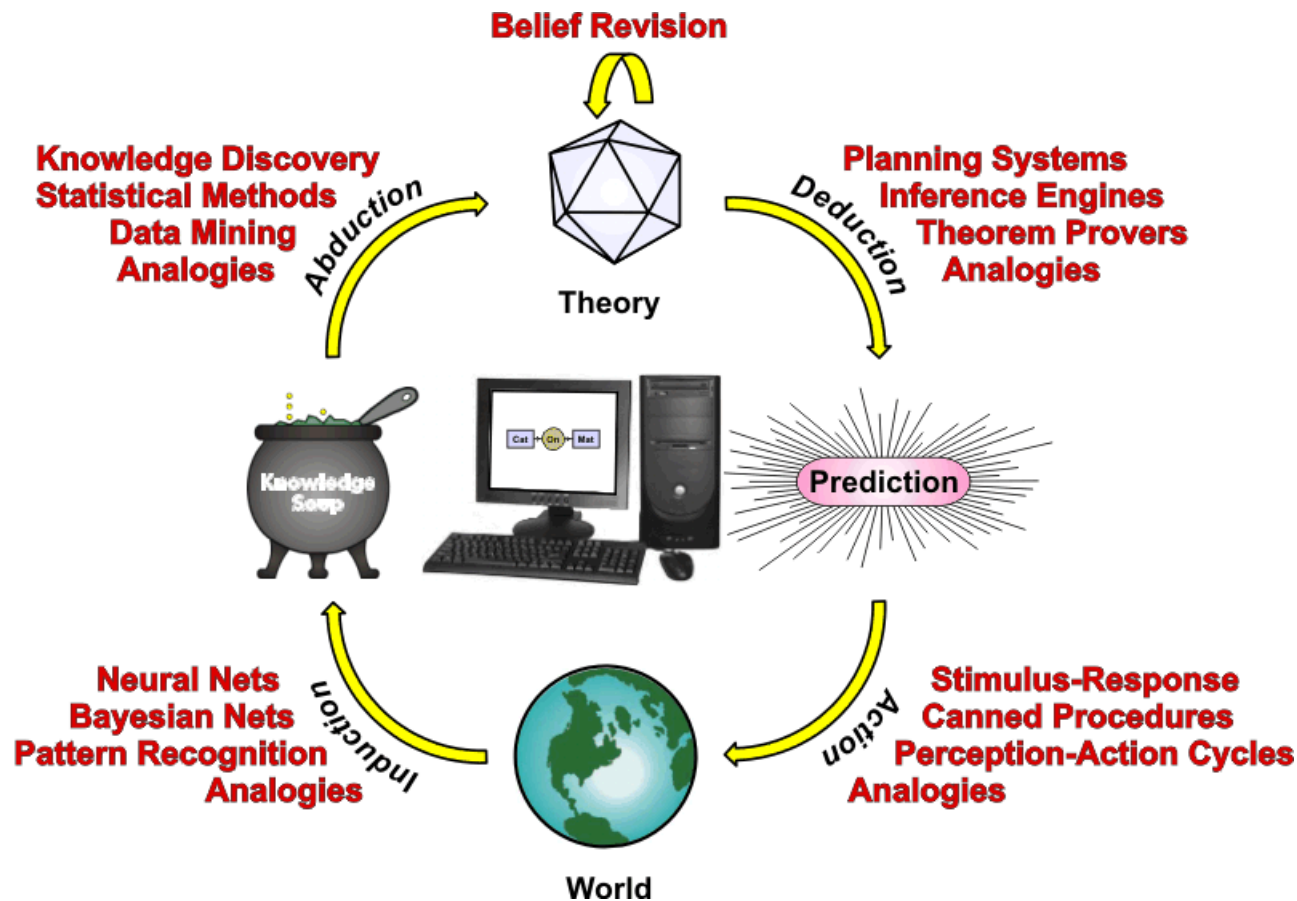 Belief Revision
Knowledge Discovery
Statistical Methods
Data Mining
Analogies
Abduction
Theory
Deduction
Planning Systems
Inference Engines
Theorem Provers
Analogies
Knowledge
Soup
Cat On Mat
Prediction
Neural Nets
Bayesian Nets
Pattern Recognition
Analogies
Induction
World
Action
Stimulus-Response
Canned Procedures
Perception-Action Cycles
Analogies